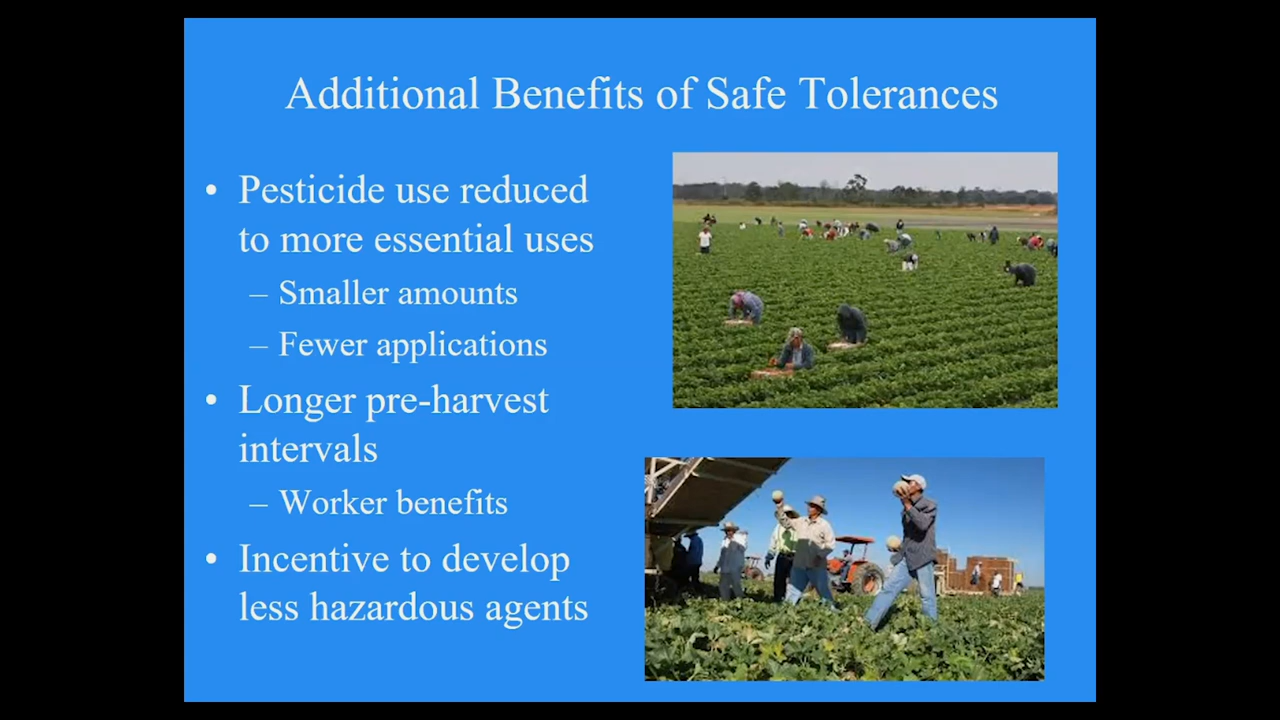 Additional Benefits of Safe Tolerances
• Pesticide use reduced
to more essential uses
– Smaller amounts
– Fewer applications
• Longer pre-harvest
intervals
– Worker benefits
• Incentive to develop
less hazardous agents